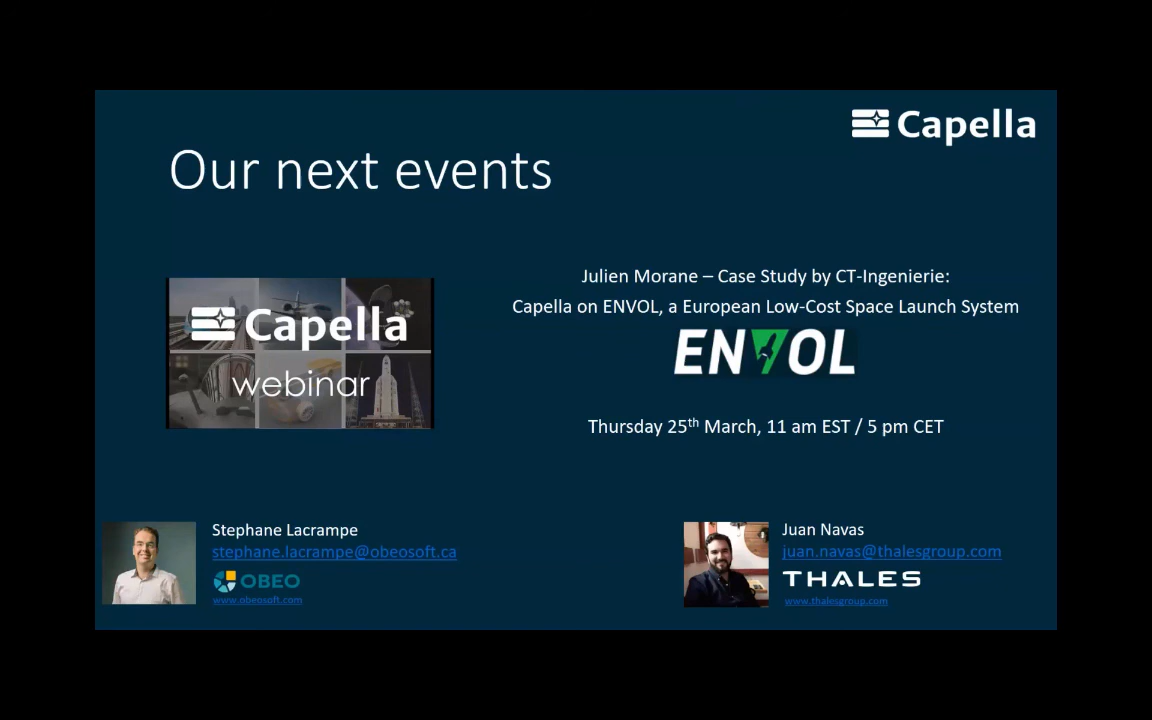 Capella
Our next events
Capella
webinar
Julien Morane – Case Study by CT-Ingenierie:
Capella on ENVOL, a European Low-Cost Space Launch System
ENVOL
Thursday 25th March, 11 am EST / 5 pm CET
Stephane Lacrampe
stephane.lacrampe@obeosoft.ca
OBEO
www.obeosoft.com
Juan Navas
juan.navas@thalesgroup.com
THALES
www.thalesgroup.com